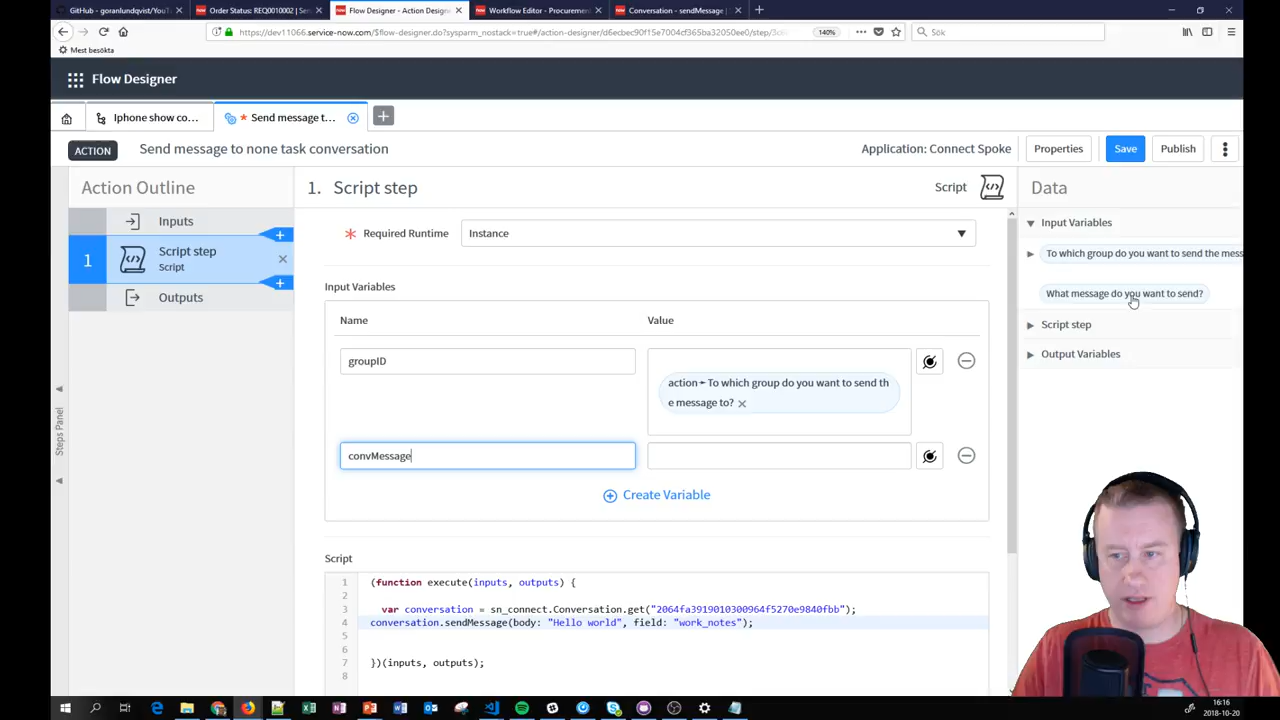 GitHub - goranlundqvist/YouT
Order Status: REQ0010002 | Ser
Flow Designer - Action Design
Workflow Editor - Procurement
Conversation - sendMessage | S
140%
Sök
Mest besökta
Flow Designer
Iphone show co...
* Send message t...
ACTION
Send message to none task conversation
Application: Connect Spoke
Properties
Save
Publish
Action Outline
1. Script step
Script
Data
Inputs
Required Runtime
Instance
Input Variables
To which group do you want to send the mess
1
Script step
Script
Input Variables
What message do you want to send?
Outputs
Name
Value
Script step
Output Variables
groupID
action ▸ To which group do you want to send th
e message to?
Steps Panel
convMessage
Create Variable
Script
1 (function execute(inputs, outputs) {
2
3 var conversation = sn_connect.Conversation.get("2064fa3919010300964f5270e9840fbb");
4 conversation.sendMessage(body: "Hello world", field: "work_notes");
5
6
7 })(inputs, outputs);
8
16:16
2018-10-20